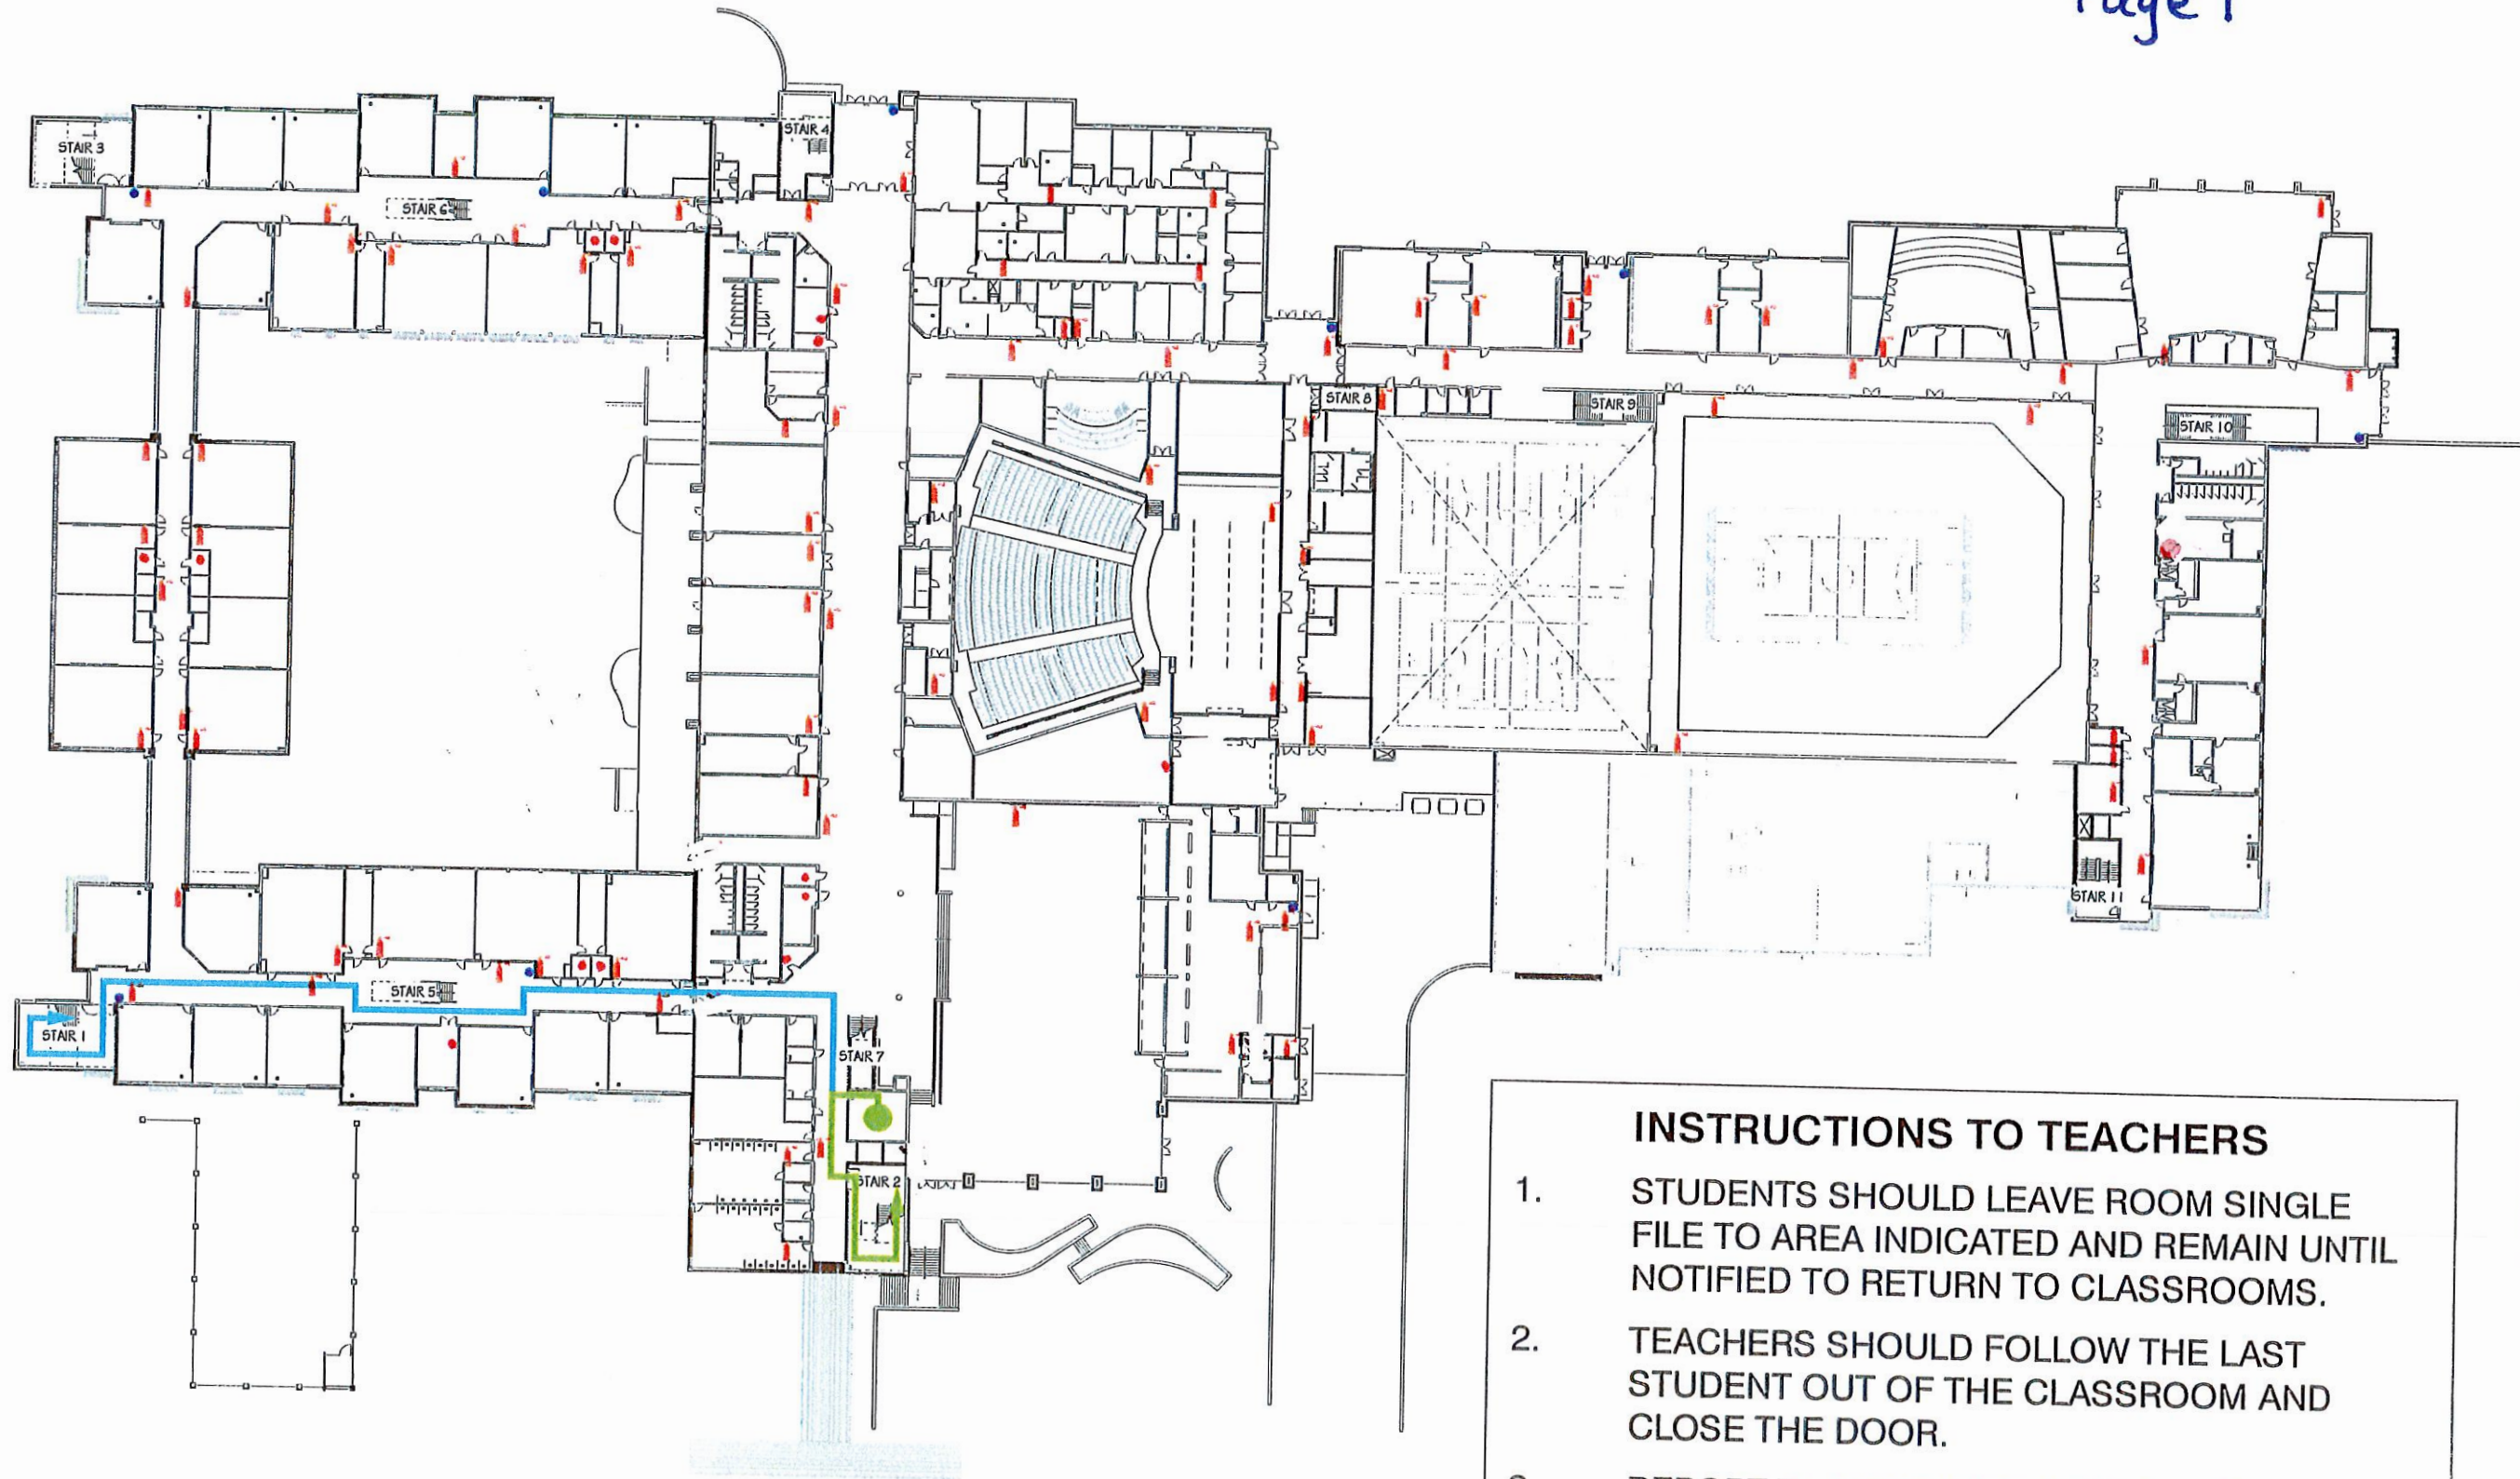 Page 1
STAIR 4
STAIR 3
STAIR 6
STAIR 8
STAIR 9
STAIR 10
STAIR 11
STAIR 5
STAIR 1
STAIR 7
STAIR 2
INSTRUCTIONS TO TEACHERS
1. STUDENTS SHOULD LEAVE ROOM SINGLE
FILE TO AREA INDICATED AND REMAIN UNTIL
NOTIFIED TO RETURN TO CLASSROOMS.
2. TEACHERS SHOULD FOLLOW THE LAST
STUDENT OUT OF THE CLASSROOM AND
CLOSE THE DOOR.